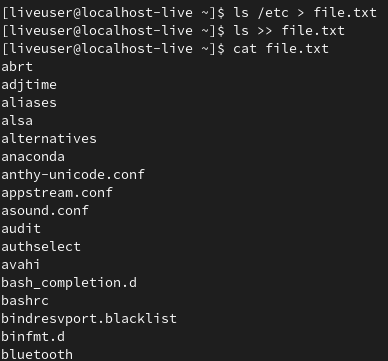 [liveuser@localhost-live ~]$ ls /etc > file.txt
[liveuser@localhost-live ~]$ ls >> file.txt
[liveuser@localhost-live ~]$ cat file.txt
abrt
adjtime
aliases
alsa
alternatives
anaconda
anthy-unicode.conf
appstream.conf
asound.conf
audit
authselect
avahi
bash_completion.d
bashrc
bindresvport.blacklist
binfmt.d
bluetooth